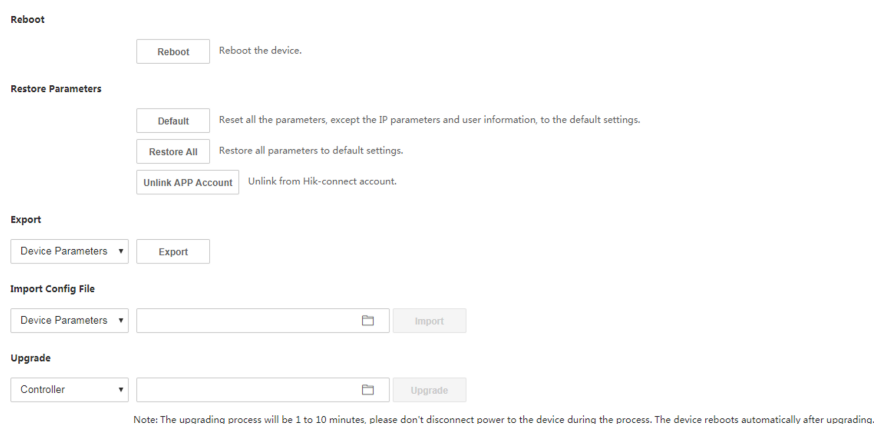 Reboot
Reboot Reboot the device.
Restore Parameters
Default Reset all the parameters, except the IP parameters and user information, to the default settings.
Restore All Restore all parameters to default settings.
Unlink APP Account Unlink from Hik-connect account.
Export
Device Parameters Export
Import Config File
Device Parameters Import
Upgrade
Controller Upgrade
Note: The upgrading process will be 1 to 10 minutes, please don't disconnect power to the device during the process. The device reboots automatically after upgrading.